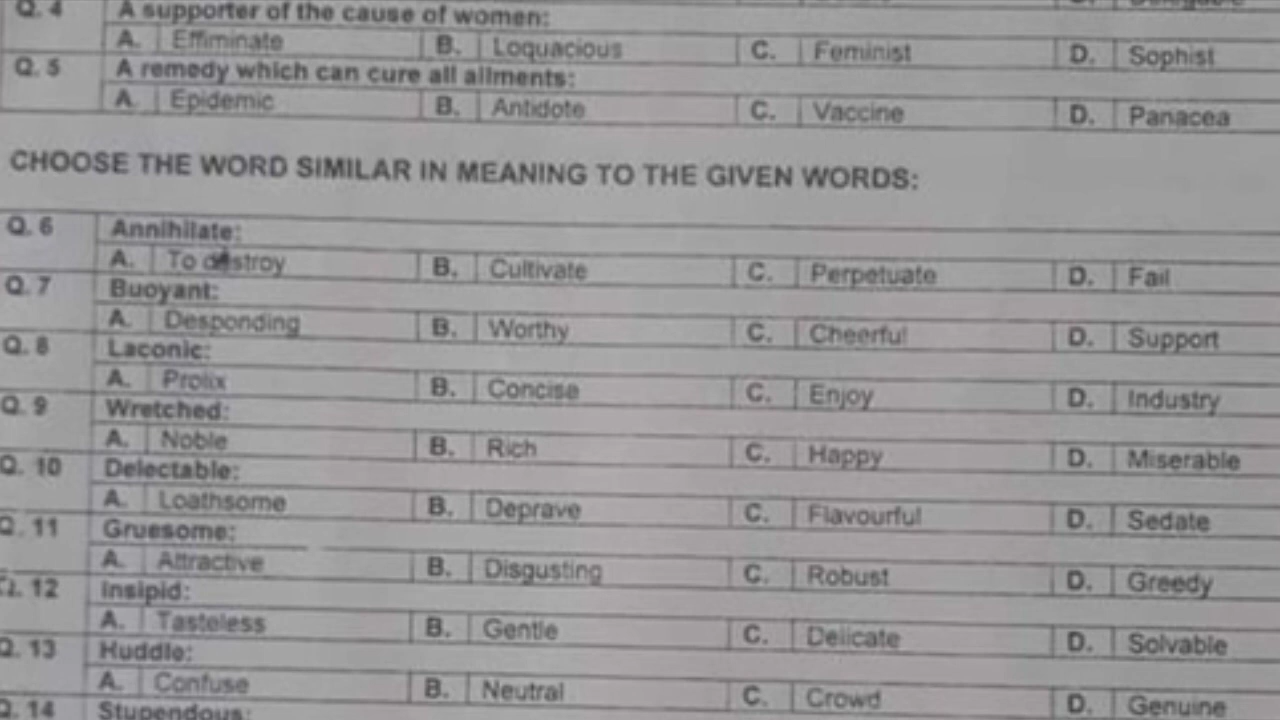 Q. 4 A supporter of the cause of women:
A. Effiminate B. Loquacious C. Feminist D. Sophist
Q. 5 A remedy which can cure all ailments:
A. Epidemic B. Antidote C. Vaccine D. Panacea
CHOOSE THE WORD SIMILAR IN MEANING TO THE GIVEN WORDS:
Q. 6 Annihilate:
A. To destroy B. Cultivate C. Perpetuate D. Fail
Q. 7 Buoyant:
A. Desponding B. Worthy C. Cheerful D. Support
Q. 8 Laconic:
A. Prolix B. Concise C. Enjoy D. Industry
Q. 9 Wretched:
A. Noble B. Rich C. Happy D. Miserable
Q. 10 Delectable:
A. Loathsome B. Deprave C. Flavourful D. Sedate
Q. 11 Gruesome:
A. Attractive B. Disgusting C. Robust D. Greedy
Q. 12 Insipid:
A. Tasteless B. Gentle C. Delicate D. Solvable
Q. 13 Huddle:
A. Confuse B. Neutral C. Crowd D. Genuine
Q. 14 Stupendous: